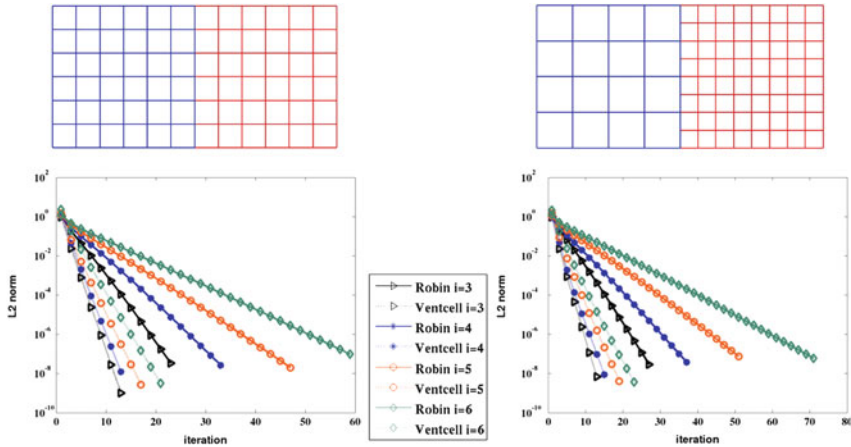 10²
10⁰
10⁻²
10⁻⁴
10⁻⁶
10⁻⁸
10⁻¹⁰
L2 norm
0 10 20 30 40 50 60
iteration
Robin i=3
Ventcell i=3
Robin i=4
Ventcell i=4
Robin i=5
Ventcell i=5
Robin i=6
Ventcell i=6
10²
10⁰
10⁻²
10⁻⁴
10⁻⁶
10⁻⁸
10⁻¹⁰
L2 norm
0 10 20 30 40 50 60 70 80
iteration